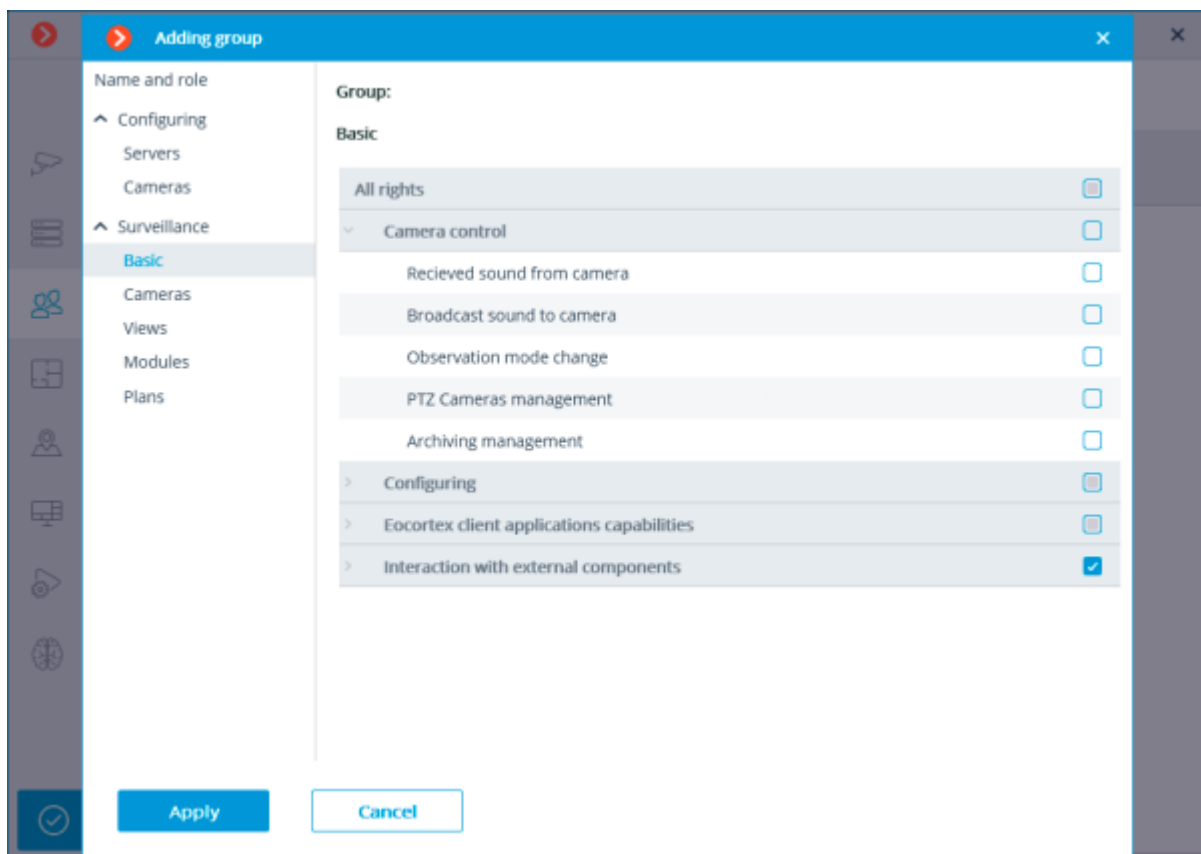 Adding group
Name and role
Configuring
Servers
Cameras
Surveillance
Basic
Cameras
Views
Modules
Plans
Group:
Basic
All rights
Camera control
Recieved sound from camera
Broadcast sound to camera
Observation mode change
PTZ Cameras management
Archiving management
Configuring
Eocortex client applications capabilities
Interaction with external components
Apply
Cancel